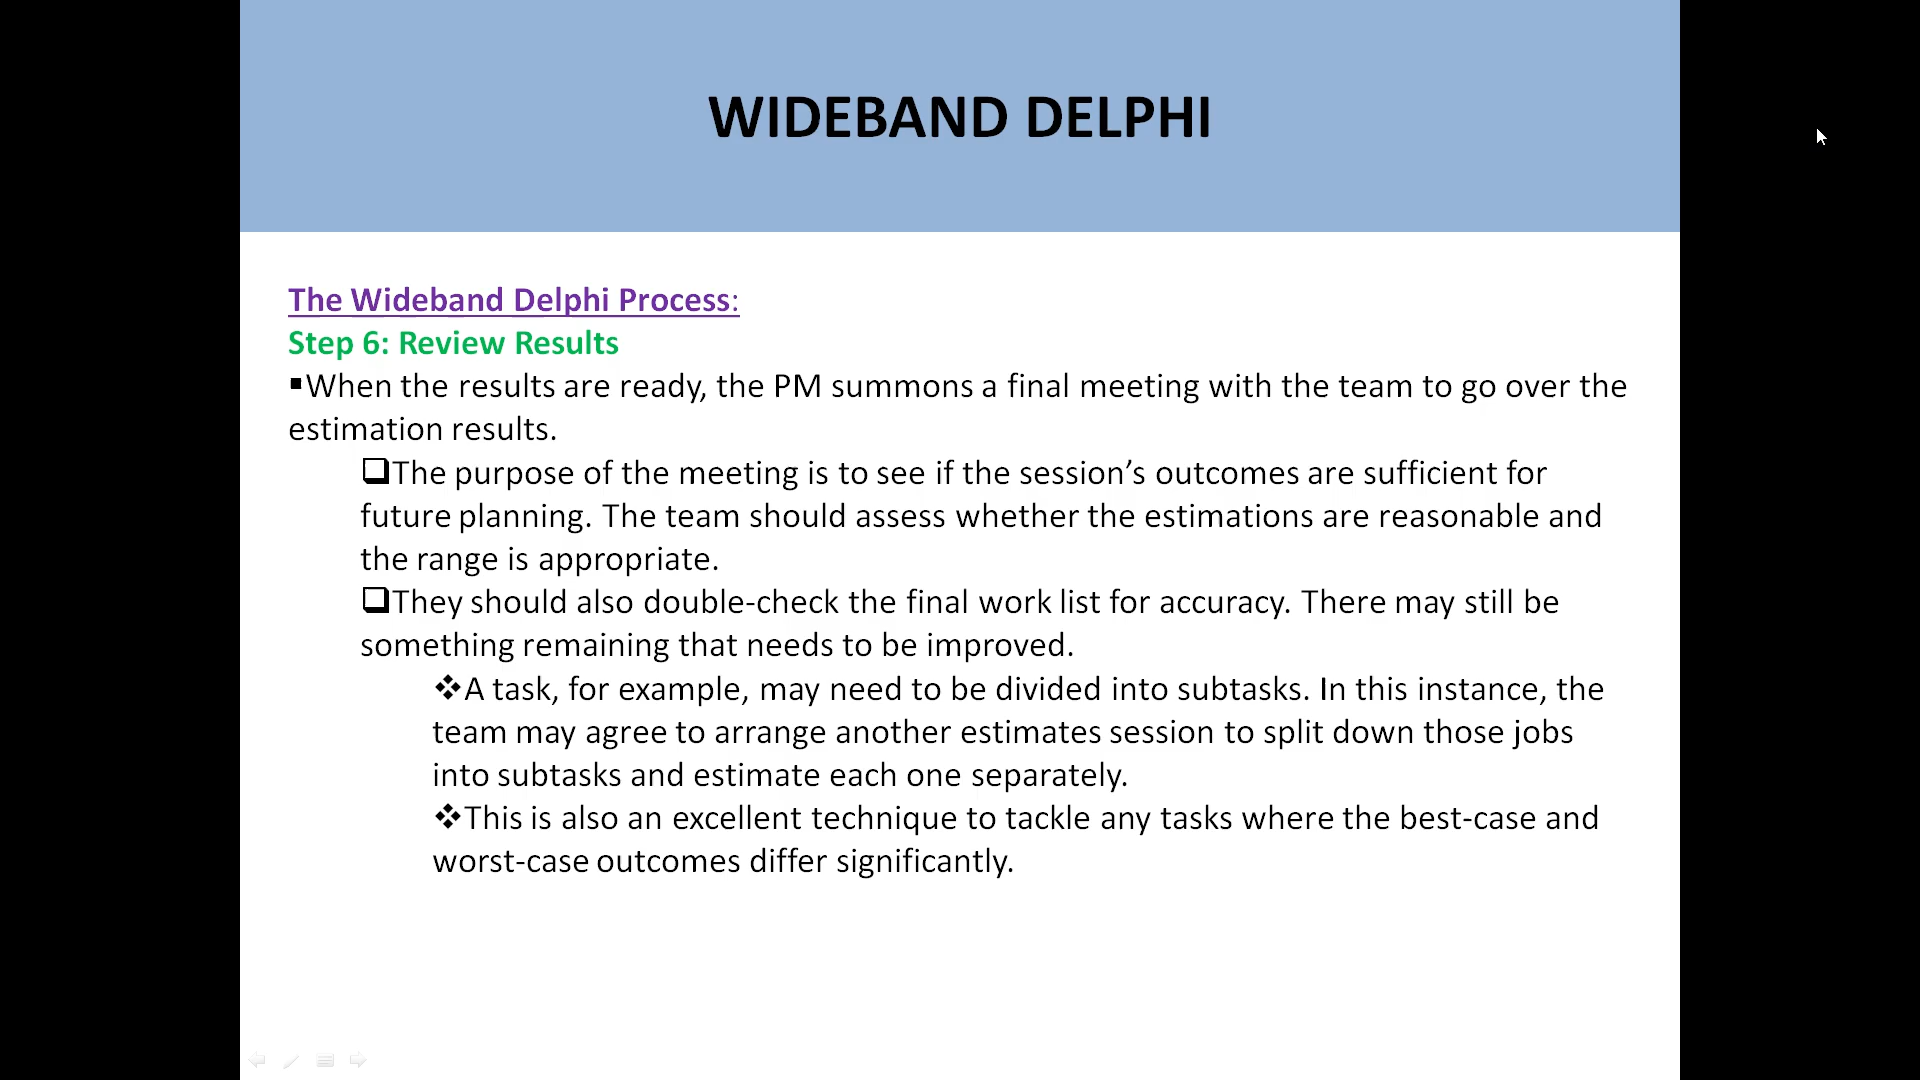 WIDEBAND DELPHI
The Wideband Delphi Process:
Step 6: Review Results
▪When the results are ready, the PM summons a final meeting with the team to go over the
estimation results.
❑The purpose of the meeting is to see if the session’s outcomes are sufficient for
future planning. The team should assess whether the estimations are reasonable and
the range is appropriate.
❑They should also double-check the final work list for accuracy. There may still be
something remaining that needs to be improved.
❖A task, for example, may need to be divided into subtasks. In this instance, the
team may agree to arrange another estimates session to split down those jobs
into subtasks and estimate each one separately.
❖This is also an excellent technique to tackle any tasks where the best-case and
worst-case outcomes differ significantly.